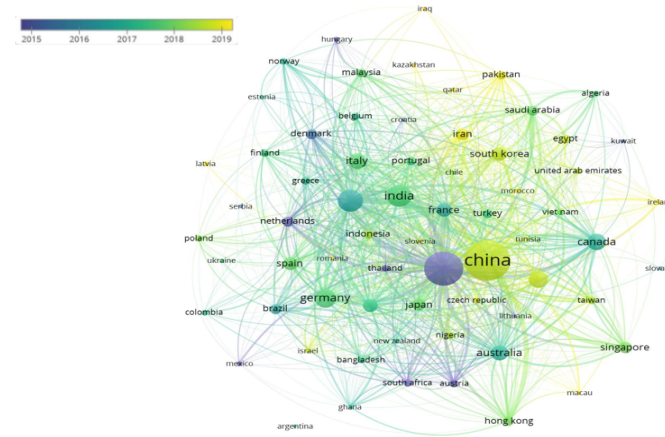 2015 2016 2017 2018 2019
iraq
hungary
norway
malaysia
kazakhstan
pakistan
qatar
estonia
algeria
saudi arabia
belgium
croatia
denmark
iran
egypt
kuwait
finland
italy
portugal
south korea
latvia
chile
united arab emirates
greece
morocco
india
serbia
france
turkey
viet nam
netherlands
indonesia
poland
slovenia
tunisia
canada
ukraine
romania
spain
thailand
china
germany
czech republic
taiwan
japan
colombia
brazil
lithuania
nigeria
new zealand
israel
australia
singapore
bangladesh
mexico
south africa
austria
macau
ghana
hong kong
argentina